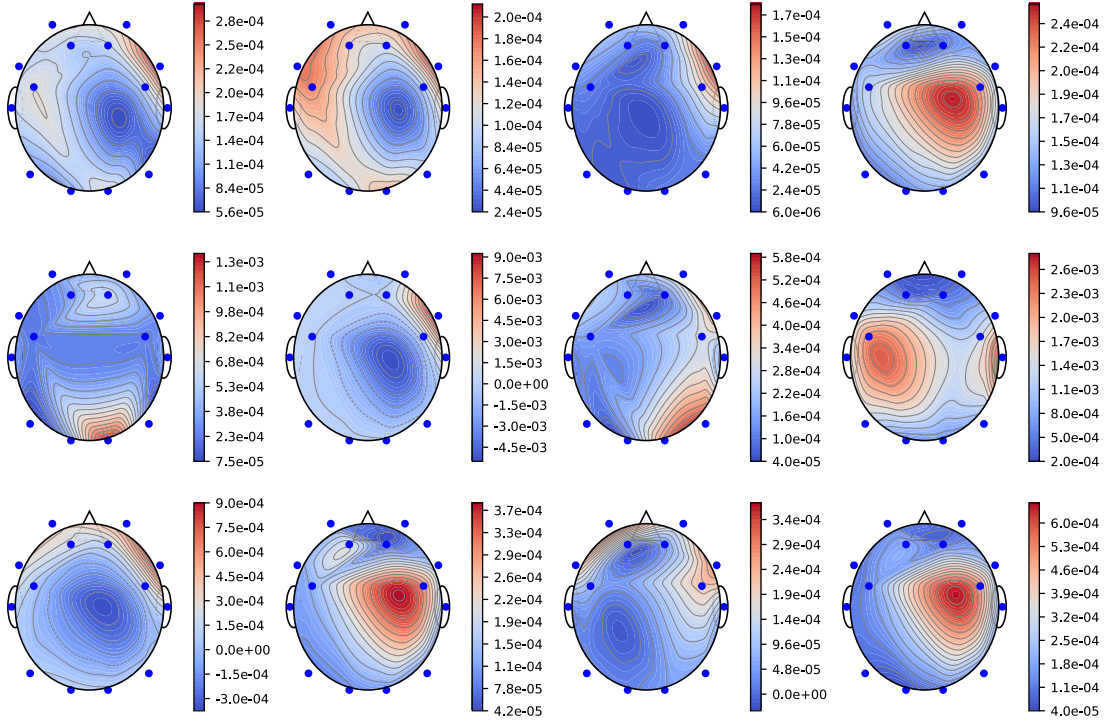 2.8e-04
2.5e-04
2.2e-04
2.0e-04
1.7e-04
1.4e-04
1.1e-04
8.4e-05
5.6e-05
2.0e-04
1.8e-04
1.6e-04
1.4e-04
1.2e-04
1.0e-04
8.4e-05
6.4e-05
4.4e-05
2.4e-05
1.7e-04
1.5e-04
1.3e-04
1.1e-04
9.6e-05
7.8e-05
6.0e-05
4.2e-05
2.4e-05
6.0e-06
2.4e-04
2.2e-04
2.1e-04
1.9e-04
1.7e-04
1.5e-04
1.3e-04
1.1e-04
9.6e-05
1.3e-03
1.1e-03
9.8e-04
8.2e-04
6.8e-04
5.3e-04
3.8e-04
2.3e-04
7.5e-05
9.0e-03
7.5e-03
6.0e-03
4.5e-03
3.0e-03
1.5e-03
0.0e+00
-1.5e-03
-3.0e-03
-4.5e-03
5.8e-04
5.2e-04
4.6e-04
4.0e-04
3.4e-04
2.8e-04
2.2e-04
1.6e-04
1.0e-04
4.0e-05
2.6e-03
2.3e-03
2.0e-03
1.7e-03
1.4e-03
1.1e-03
8.0e-04
5.0e-04
2.0e-04
9.0e-04
7.5e-04
6.0e-04
4.5e-04
3.0e-04
1.5e-04
0.0e+00
-1.5e-04
-3.0e-04
3.7e-04
3.3e-04
2.9e-04
2.6e-04
2.2e-04
1.9e-04
1.5e-04
1.1e-04
7.8e-05
4.2e-05
3.4e-04
2.9e-04
2.4e-04
1.9e-04
1.4e-04
9.6e-05
4.8e-05
0.0e+00
6.0e-04
5.3e-04
4.6e-04
3.9e-04
3.2e-04
2.5e-04
1.8e-04
1.1e-04
4.0e-05